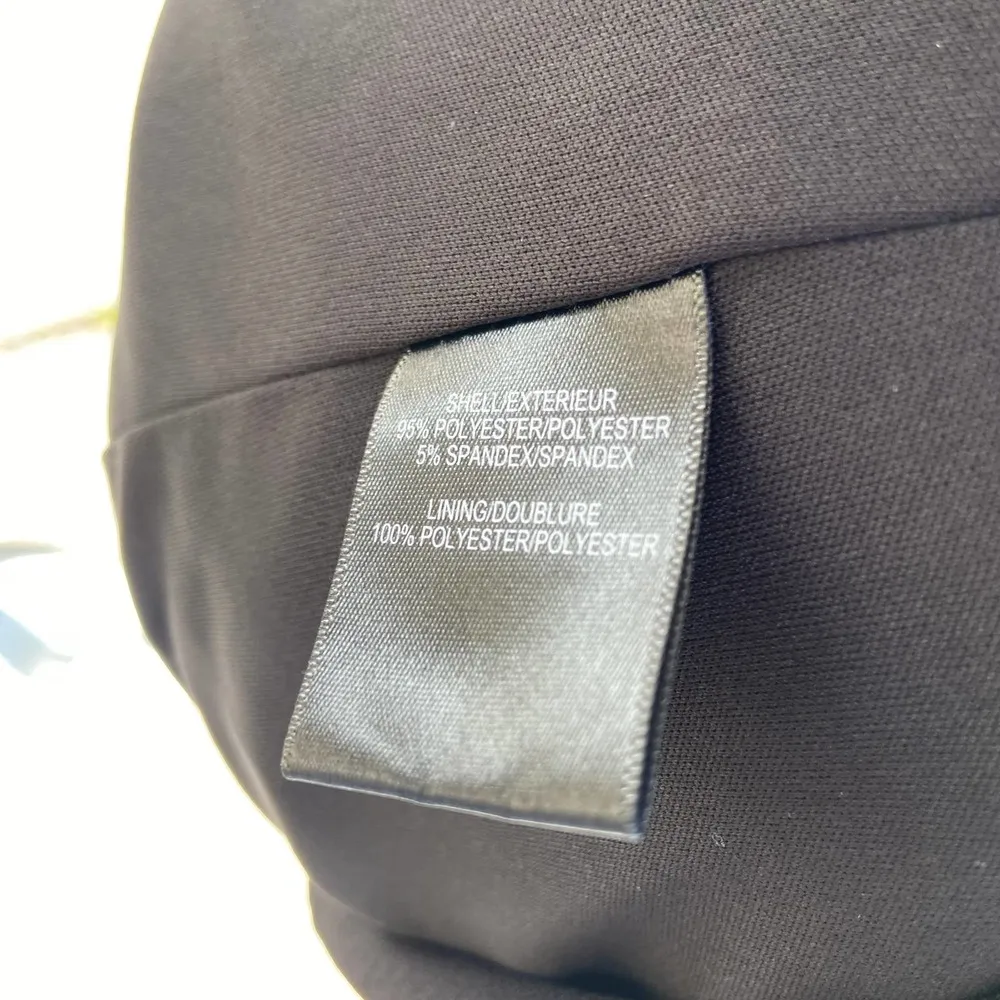 SHELL/EXTERIEUR
95% POLYESTER/POLYESTER
5% SPANDEX/SPANDEX
LINING/DOUBLURE
100% POLYESTER/POLYESTER